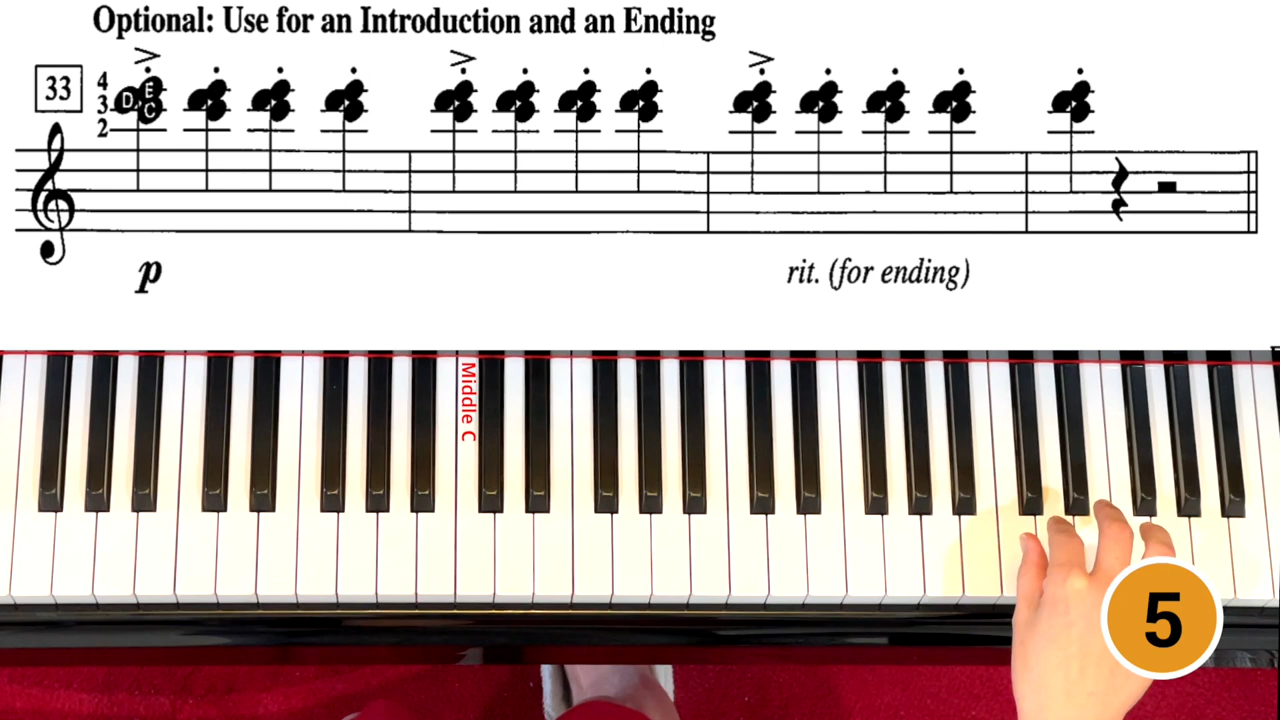 Optional: Use for an Introduction and an Ending
33
4
3
2
D E
C
p
rit. (for ending)
Middle C
5